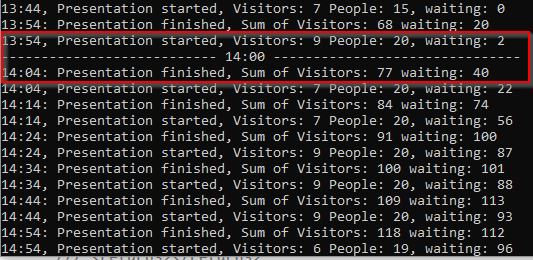 13:44, Presentation started, Visitors: 7 People: 15, waiting: 0
13:54: Presentation finished, Sum of Visitors: 68 waiting: 20
13:54, Presentation started, Visitors: 9 People: 20, waiting: 2
--------------------------- 14:00 -------------------------------
14:04: Presentation finished, Sum of Visitors: 77 waiting: 40
14:04, Presentation started, Visitors: 7 People: 20, waiting: 22
14:14: Presentation finished, Sum of Visitors: 84 waiting: 74
14:14, Presentation started, Visitors: 7 People: 20, waiting: 56
14:24: Presentation finished, Sum of Visitors: 91 waiting: 100
14:24, Presentation started, Visitors: 9 People: 20, waiting: 87
14:34: Presentation finished, Sum of Visitors: 100 waiting: 101
14:34, Presentation started, Visitors: 9 People: 20, waiting: 88
14:44: Presentation finished, Sum of Visitors: 109 waiting: 113
14:44, Presentation started, Visitors: 9 People: 20, waiting: 93
14:54: Presentation finished, Sum of Visitors: 118 waiting: 112
14:54, Presentation started, Visitors: 6 People: 19, waiting: 96